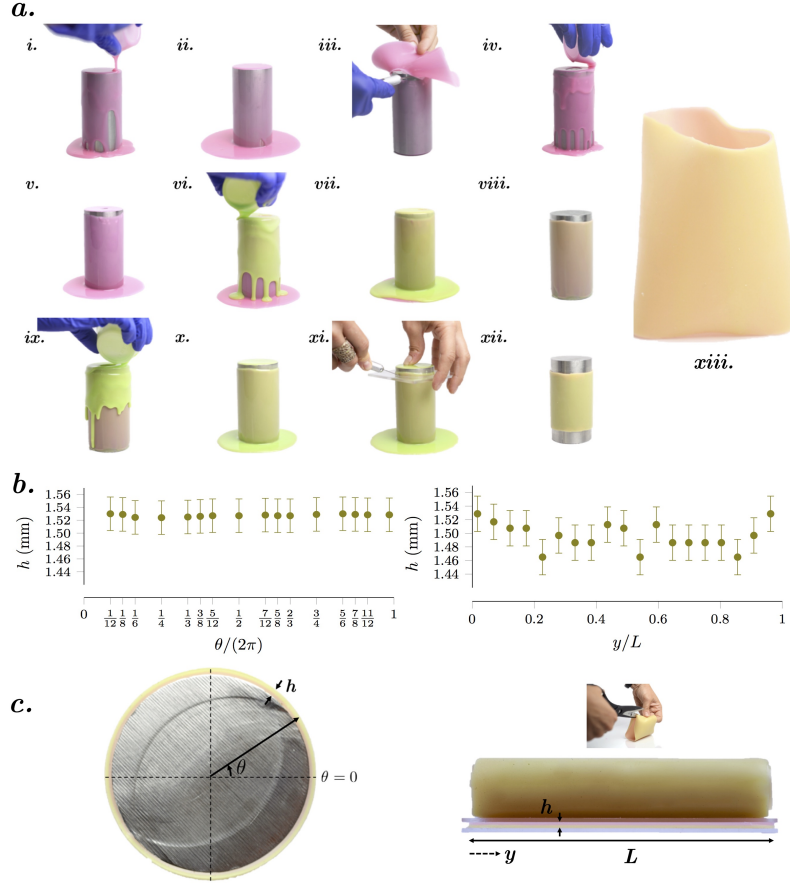 a.
i. ii. iii. iv.
v. vi. vii. viii.
ix. x. xi. xii.
xiii.
b.
h (mm)
1.56
1.54
1.52
1.50
1.48
1.46
1.44
0 1/12 1/8 1/6 1/4 1/3 3/8 5/12 1/2 7/12 5/8 2/3 3/4 5/6 7/8 11/12 1
θ/(2π)
h (mm)
1.56
1.54
1.52
1.50
1.48
1.46
1.44
0 0.2 0.4 0.6 0.8 1
y/L
c.
h
θ
θ = 0
h
y L